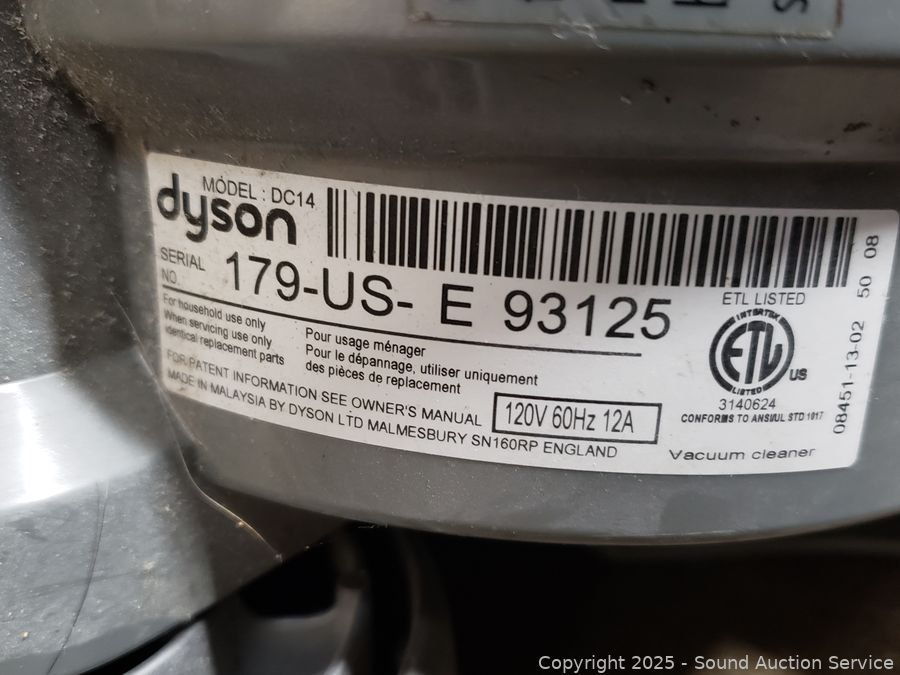 MODEL : DC14
dyson
SERIAL NO. 179-US- E 93125
For household use only
When servicing use only
identical replacement parts
Pour usage ménager
Pour le dépannage, utiliser uniquement
des pièces de replacement
FOR PATENT INFORMATION SEE OWNER'S MANUAL
MADE IN MALAYSIA BY DYSON LTD MALMESBURY SN160RP ENGLAND
120V 60Hz 12A
ETL LISTED
INTERTEK
ETL
LISTED
US
3140624
CONFORMS TO ANSI/UL STD 1017
Vacuum cleaner
08451-13-02 50 08
Copyright 2025 - Sound Auction Service